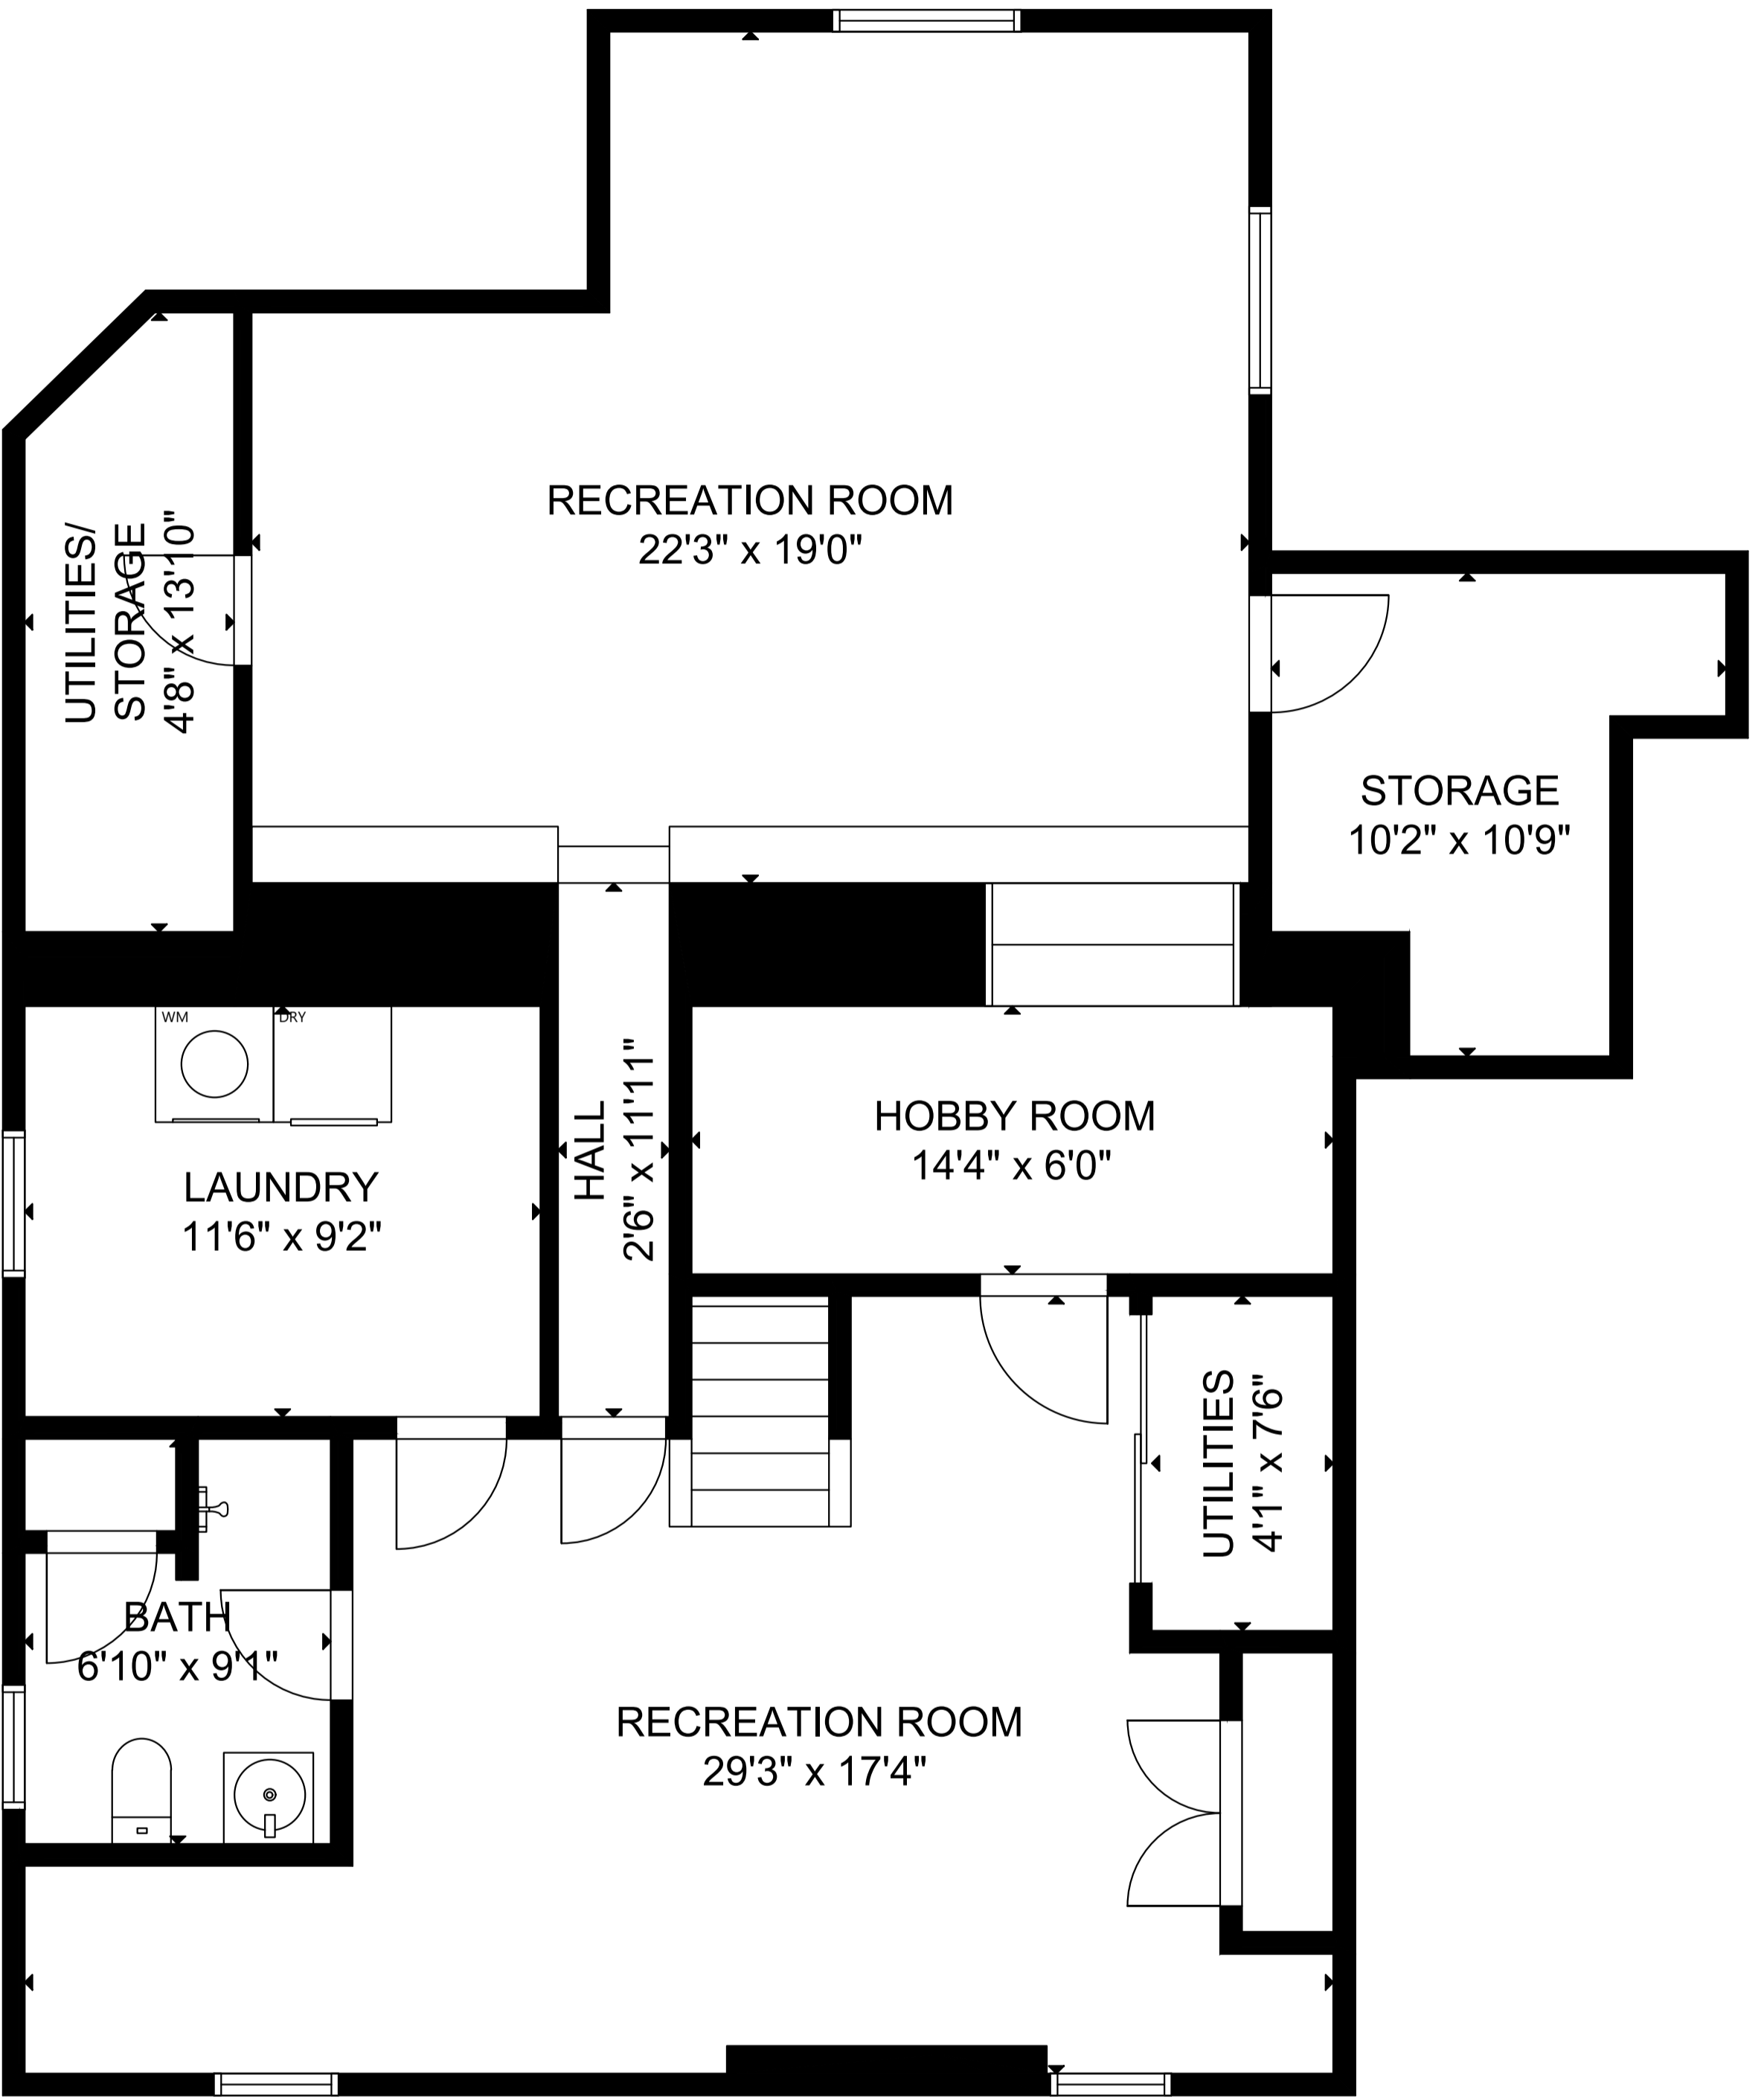 RECREATION ROOM
22'3" x 19'0"
UTILITIES/
STORAGE
4'8" x 13'10"
STORAGE
10'2" x 10'9"
WM
DRY
LAUNDRY
11'6" x 9'2"
HALL
2'6" x 11'11"
HOBBY ROOM
14'4" x 6'0"
UTILITIES
4'1" x 7'6"
BATH
6'10" x 9'1"
RECREATION ROOM
29'3" x 17'4"